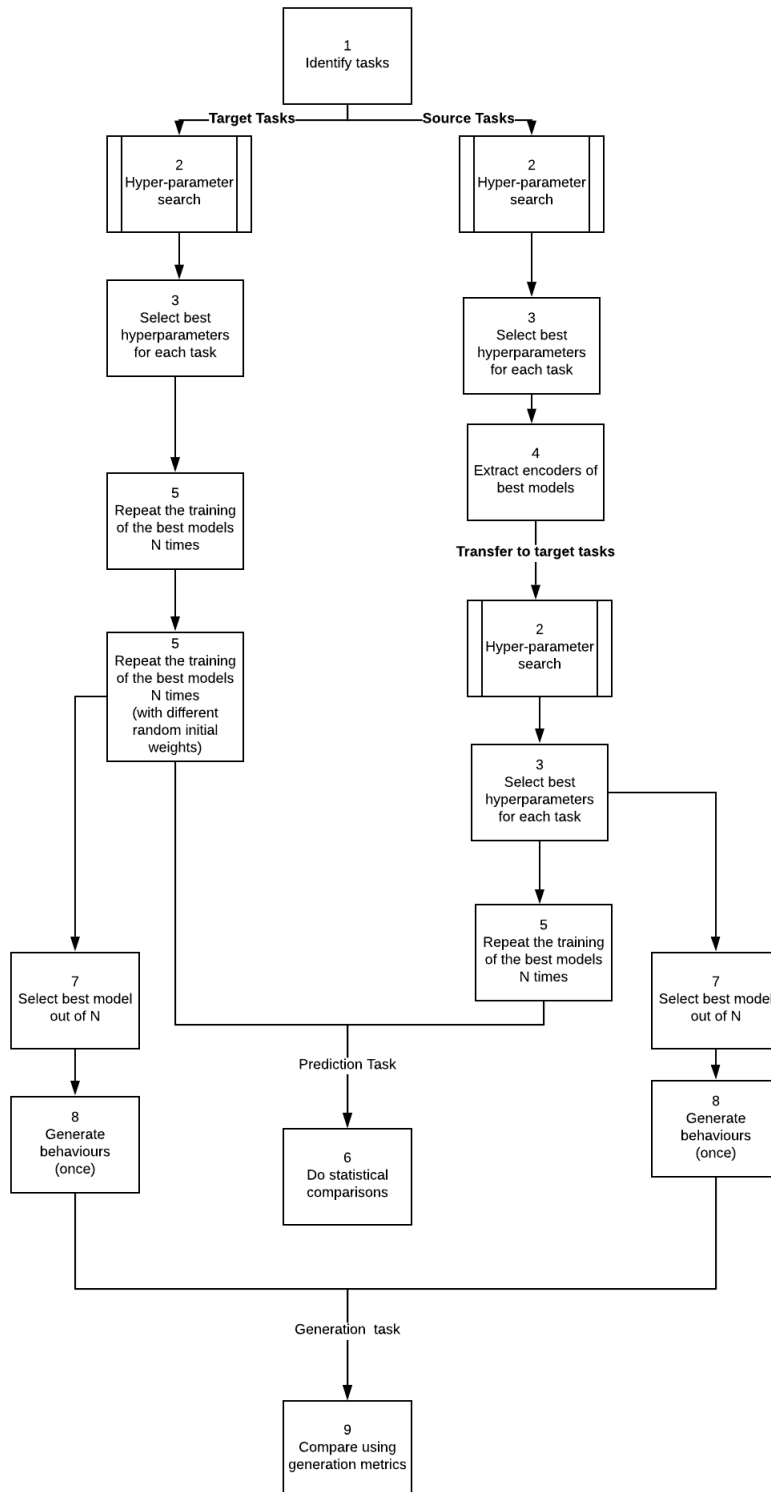 1
Identify tasks
Target Tasks
Source Tasks
2
Hyper-parameter
search
2
Hyper-parameter
search
3
Select best
hyperparameters
for each task
3
Select best
hyperparameters
for each task
4
Extract encoders of
best models
5
Repeat the training
of the best models
N times
Transfer to target tasks
2
Hyper-parameter
search
5
Repeat the training
of the best models
N times
(with different
random initial
weights)
3
Select best
hyperparameters
for each task
5
Repeat the training
of the best models
N times
7
Select best model
out of N
7
Select best model
out of N
Prediction Task
8
Generate
behaviours
(once)
8
Generate
behaviours
(once)
6
Do statistical
comparisons
Generation task
9
Compare using
generation metrics